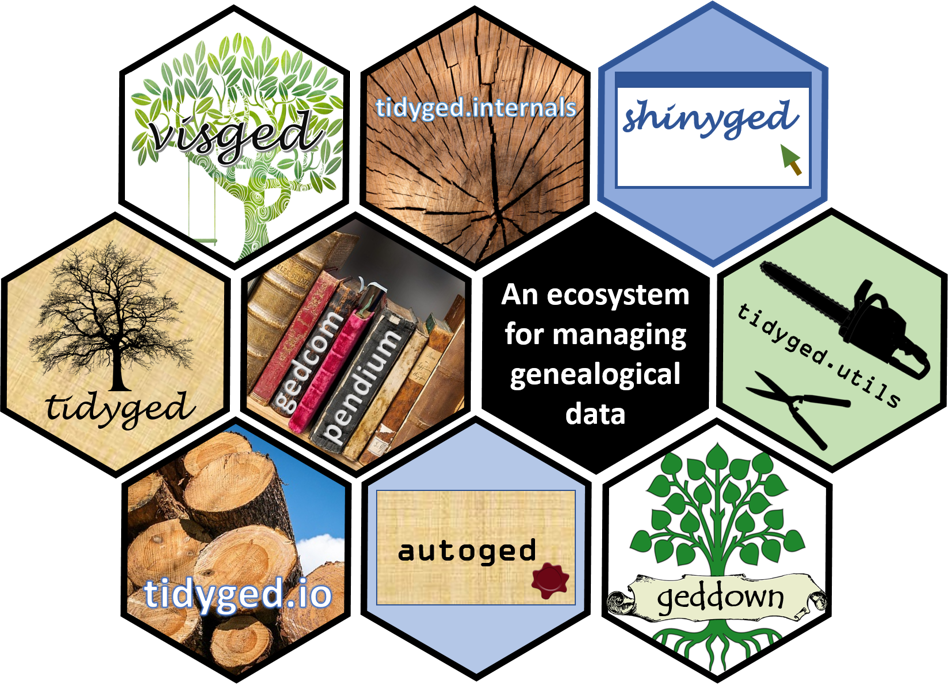 visged
tidyged.internals
shinyged
tidyged
gedcom
pendium
An ecosystem
for managing
genealogical
data
tidyged.utils
tidyged.io
autoged
geddown